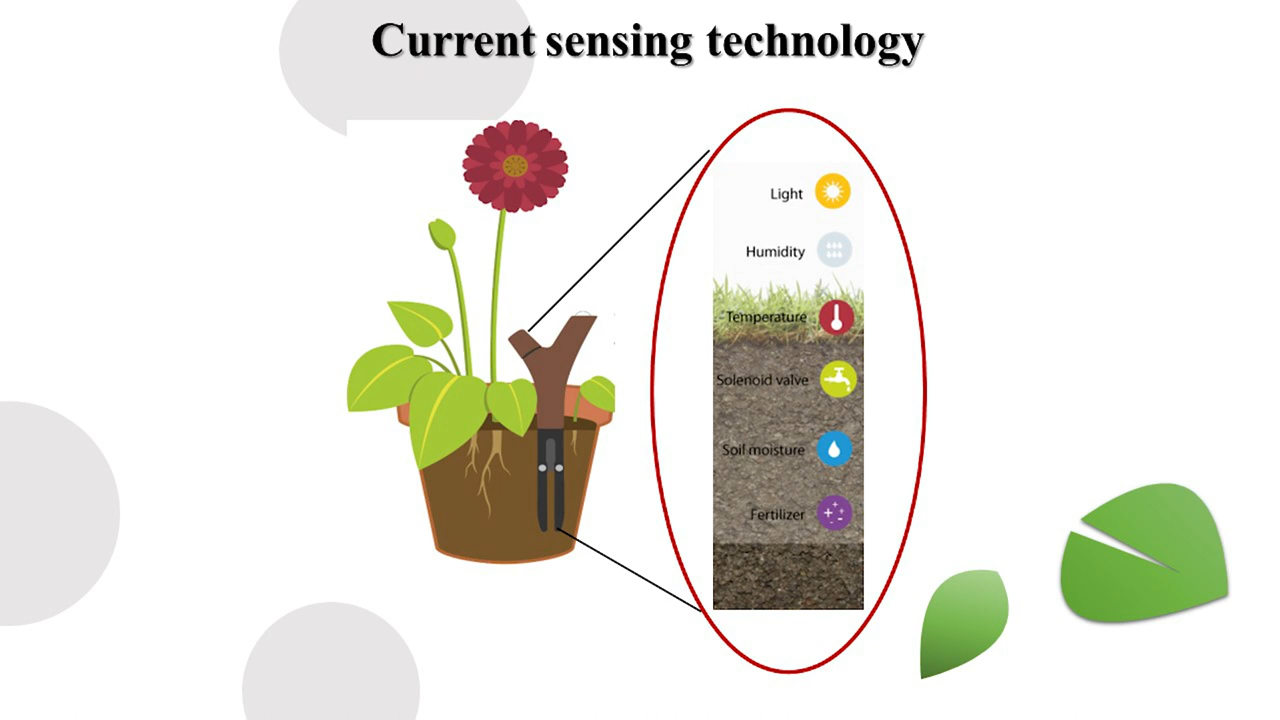 Current sensing technology
Light
Humidity
Temperature
Solenoid valve
Soil moisture
Fertilizer